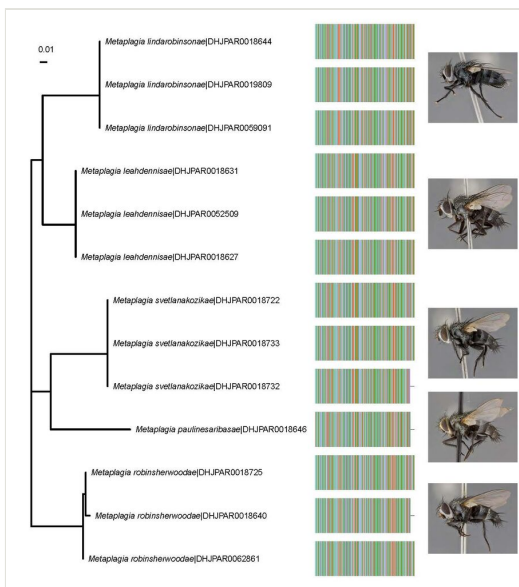 0.01
Metaplagia lindarobinsonae|DHJPAR0018644
Metaplagia lindarobinsonae|DHJPAR0019809
Metaplagia lindarobinsonae|DHJPAR0059091
Metaplagia leahdennisae|DHJPAR0018631
Metaplagia leahdennisae|DHJPAR0052509
Metaplagia leahdennisae|DHJPAR0018627
Metaplagia svetlanakozikae|DHJPAR0018722
Metaplagia svetlanakozikae|DHJPAR0018733
Metaplagia svetlanakozikae|DHJPAR0018732
Metaplagia paulinesaribasae|DHJPAR0018646
Metaplagia robinsherwoodae|DHJPAR0018725
Metaplagia robinsherwoodae|DHJPAR0018640
Metaplagia robinsherwoodae|DHJPAR0062861